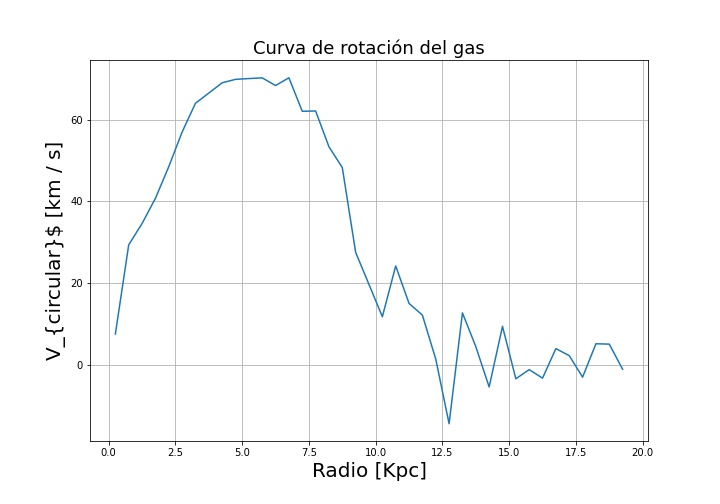 Curva de rotación del gas
V_{circular}$ [km / s]
60
40
20
0
0.0 2.5 5.0 7.5 10.0 12.5 15.0 17.5 20.0
Radio [Kpc]